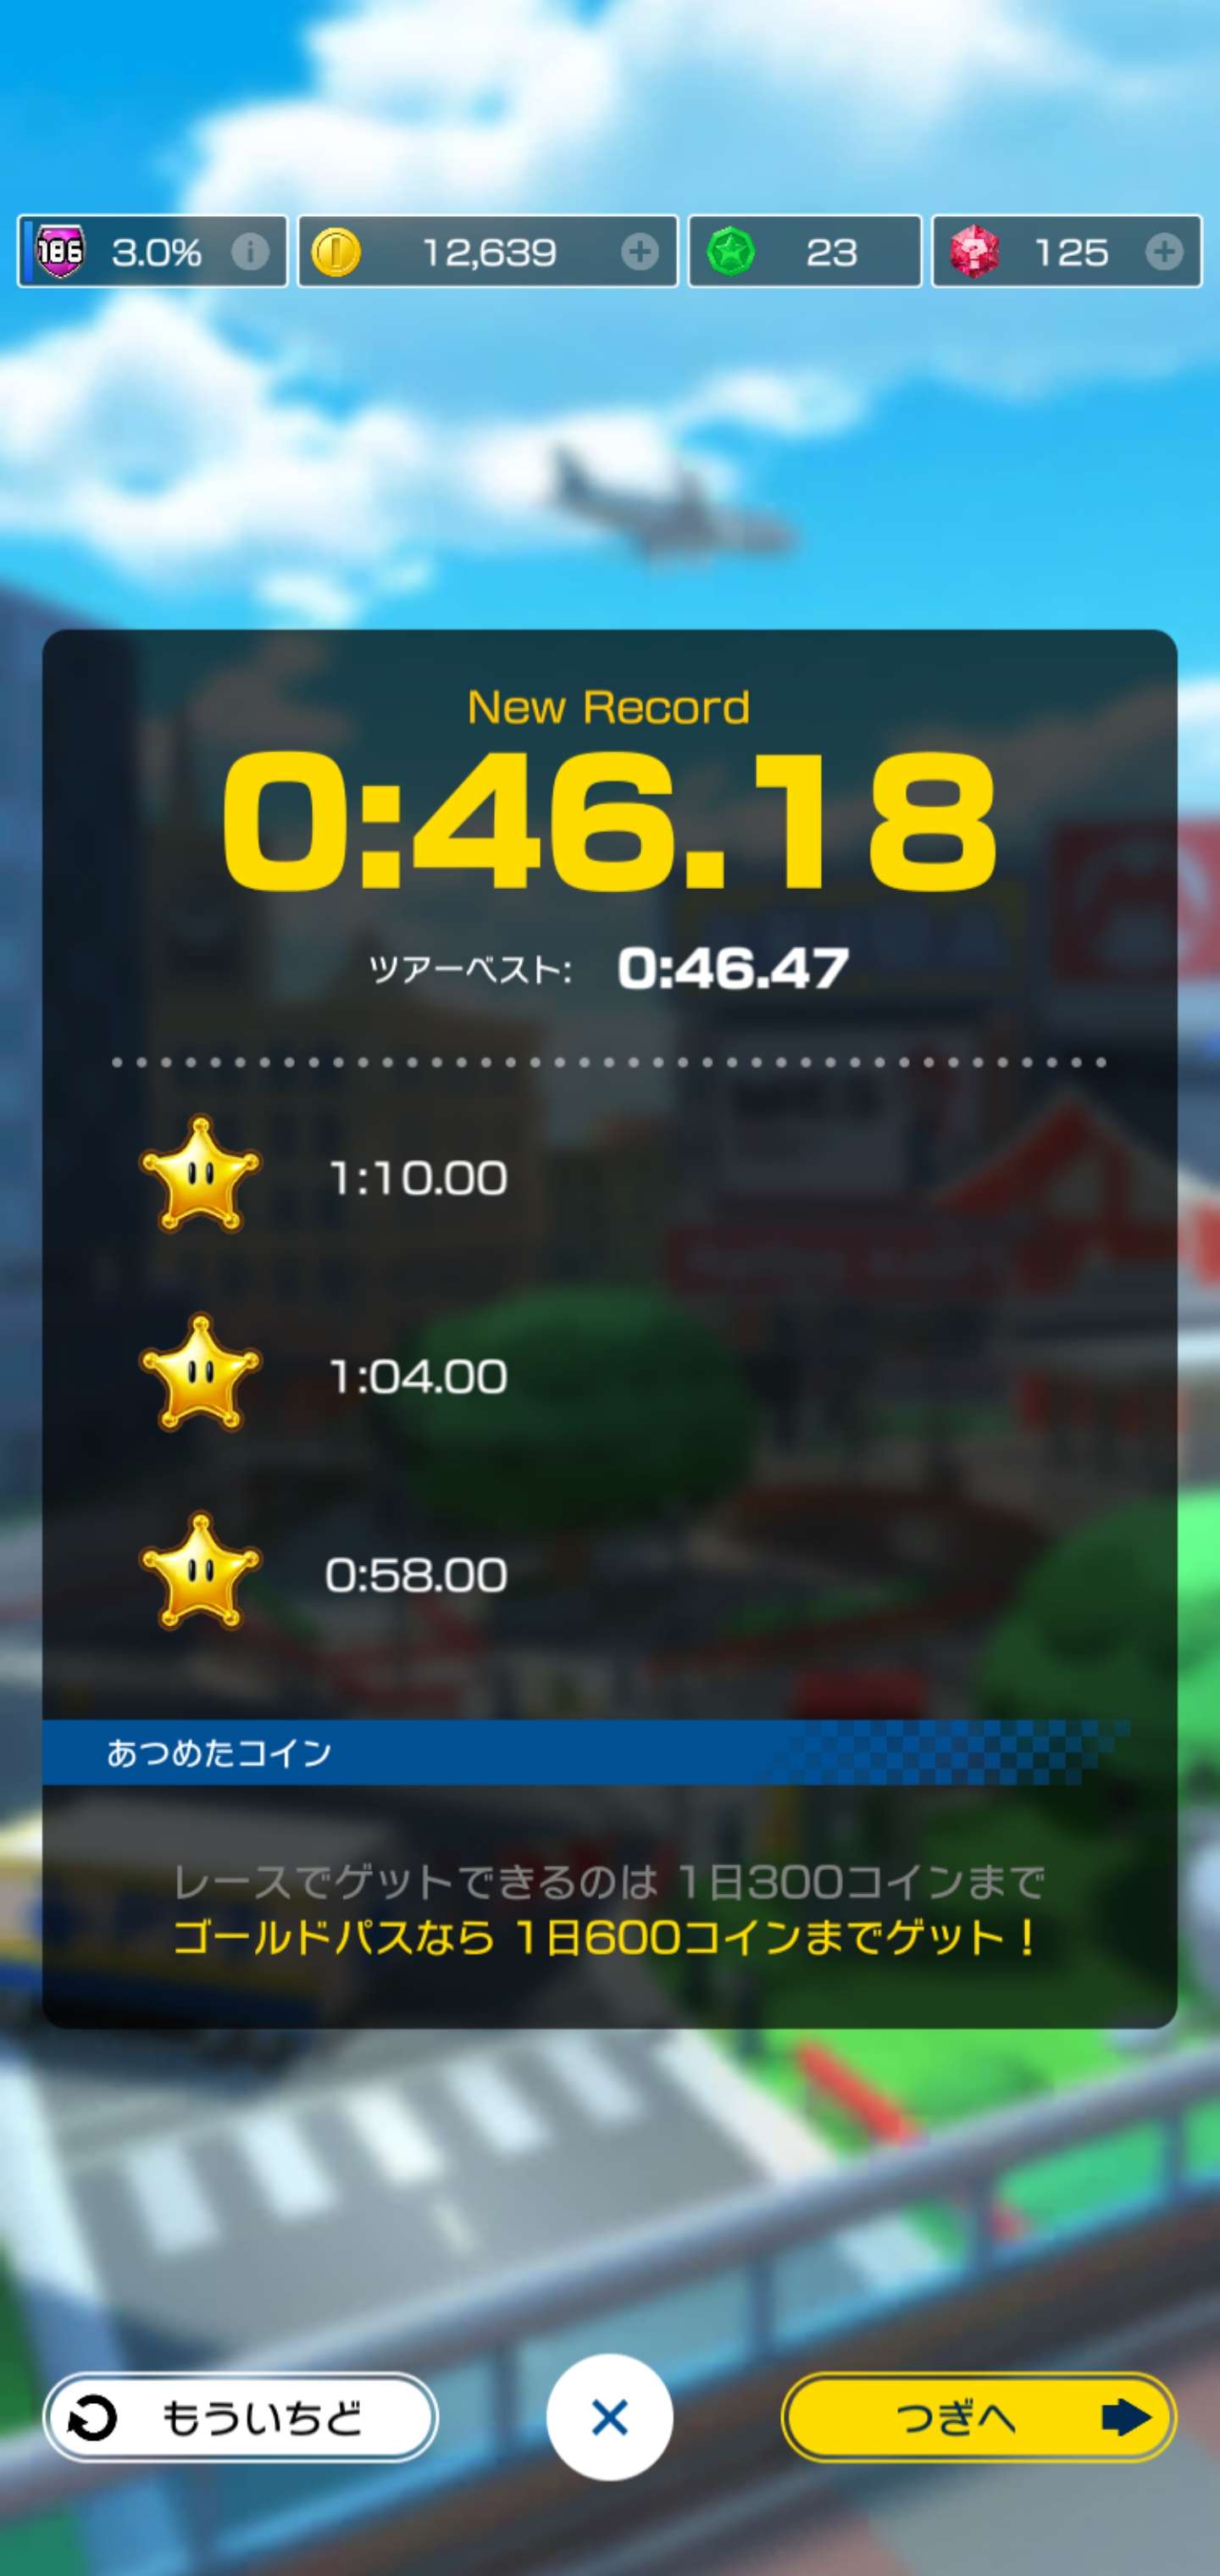 186 3.0% i 12,639 + 23 ? 125 +
New Record
0:46.18
ツアーベスト: 0:46.47
1:10.00
1:04.00
0:58.00
あつめたコイン
レースでゲットできるのは 1日300コインまで
ゴールドパスなら 1日600コインまでゲット！
もういちど × つぎへ